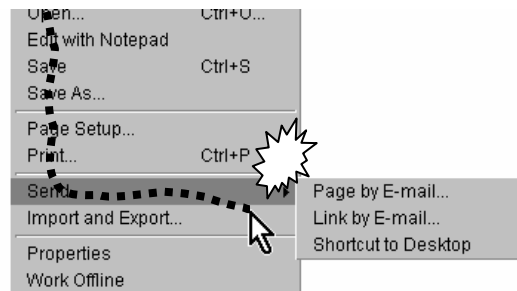 Open... Ctrl+O...
Edit with Notepad
Save Ctrl+S
Save As...
Page Setup...
Print... Ctrl+P
Send
Page by E-mail...
Import and Export...
Link by E-mail...
Shortcut to Desktop
Properties
Work Offline